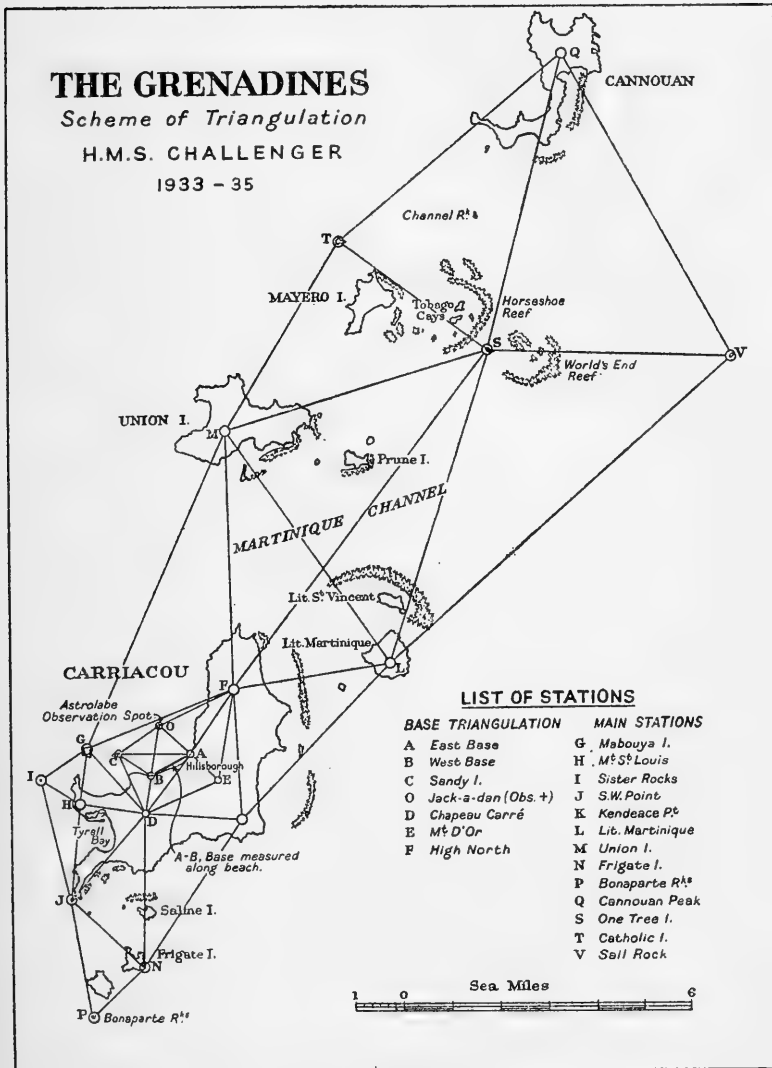 THE GRENADINES
Scheme of Triangulation
H.M.S. CHALLENGER
1933 - 35
Q
CANNOUAN
Channel Rks
T
MAYERO I.
Tobago
Cays
Horseshoe
Reef
S
V
World's End
Reef
UNION I.
M
Prune I.
MARTINIQUE CHANNEL
Lit. St Vincent
Lit. Martinique
L
CARRIACOU
F
Astrolabe
Observation Spot
O
G
C
A
Hillsborough
B
E
I
H
D
Tyrell
Bay
A-B, Base measured
along beach.
J
Saline I.
Frigate I.
N
P
Bonaparte Rks
LIST OF STATIONS
BASE TRIANGULATION
A East Base
B West Base
C Sandy I.
O Jack-a-dan (Obs. +)
D Chapeau Carré
E Mt D'Or
F High North
MAIN STATIONS
G Mabouya I.
H Mt St Louis
I Sister Rocks
J S.W. Point
K Kendeace Pt
L Lit. Martinique
M Union I.
N Frigate I.
P Bonaparte Rks
Q Cannouan Peak
S One Tree I.
T Catholic I.
V Sail Rock
Sea Miles
1 0 6